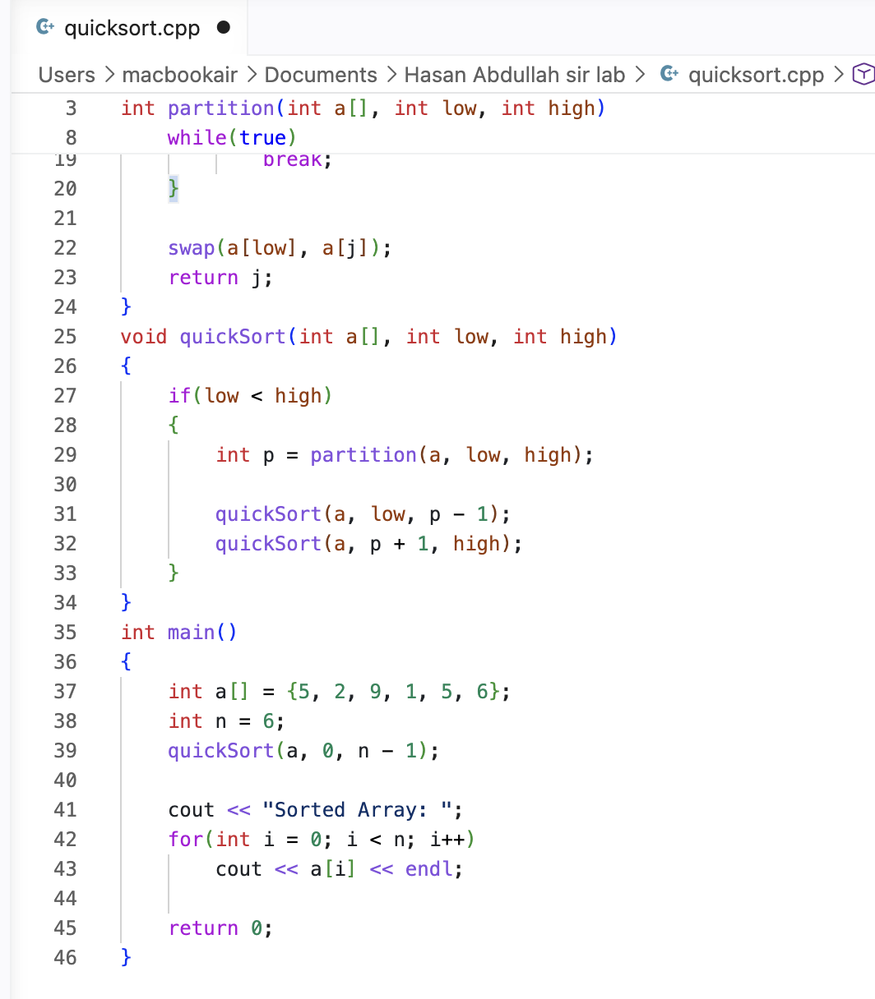 quicksort.cpp
Users > macbookair > Documents > Hasan Abdullah sir lab > quicksort.cpp >
3 int partition(int a[], int low, int high)
8     while(true)
19             break;
20     }
21
22     swap(a[low], a[j]);
23     return j;
24 }
25 void quickSort(int a[], int low, int high)
26 {
27     if(low < high)
28     {
29         int p = partition(a, low, high);
30
31         quickSort(a, low, p - 1);
32         quickSort(a, p + 1, high);
33     }
34 }
35 int main()
36 {
37     int a[] = {5, 2, 9, 1, 5, 6};
38     int n = 6;
39     quickSort(a, 0, n - 1);
40
41     cout << "Sorted Array: ";
42     for(int i = 0; i < n; i++)
43         cout << a[i] << endl;
44
45     return 0;
46 }